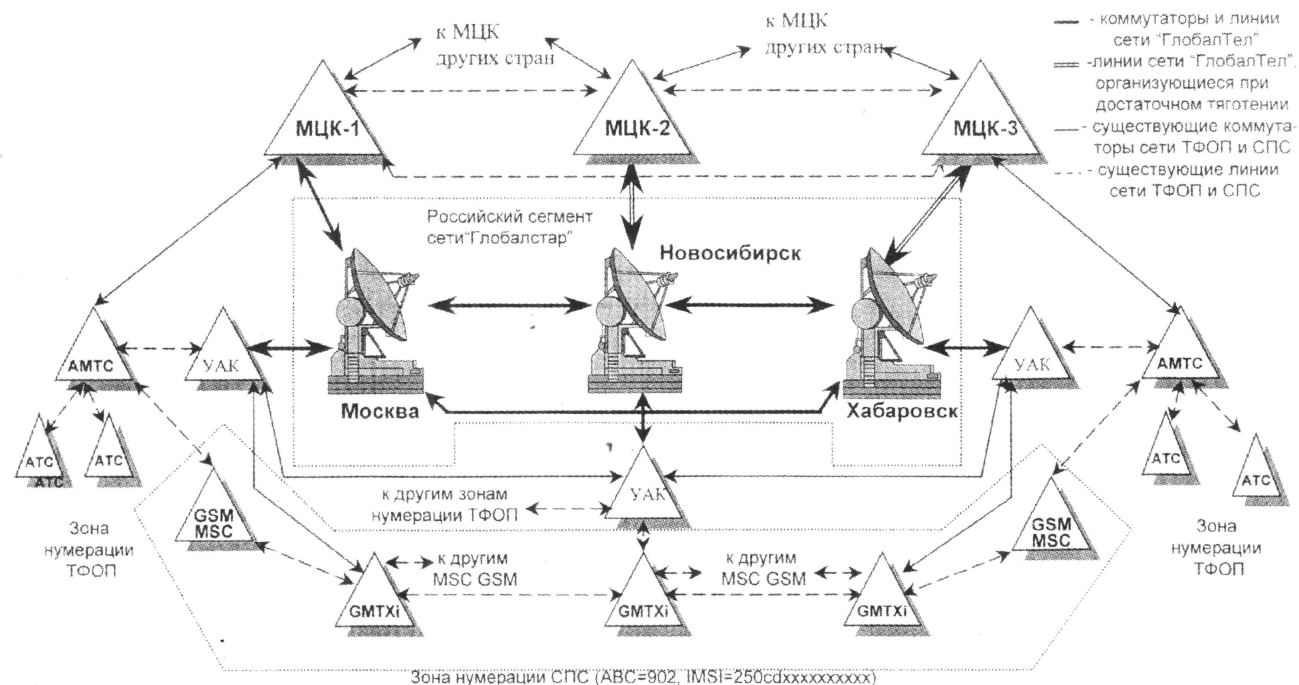 к МЦК
других стран
к МЦК
других стран
- коммутаторы и линии
сети "ГлобалТел"
-линии сети "ГлобалТел",
организующиеся при
достаточном тяготении
- существующие коммута-
торы сети ТФОП и СПС
- существующие линии
сети ТФОП и СПС
МЦК-1
МЦК-2
МЦК-3
Российский сегмент
сети"Глобалстар"
Новосибирск
АМТС
УАК
УАК
АМТС
Москва
Хабаровск
АТС
АТС
АТС
АТС
АТС
УАК
к другим зонам
нумерации ТФОП
GSM
MSC
GSM
MSC
Зона
нумерации
ТФОП
Зона
нумерации
ТФОП
к другим
MSC GSM
к другим
MSC GSM
GMTXi
GMTXi
GMTXi
Зона нумерации СПС (ABC=902, IMSI=250cdxxxxxxxxxx)